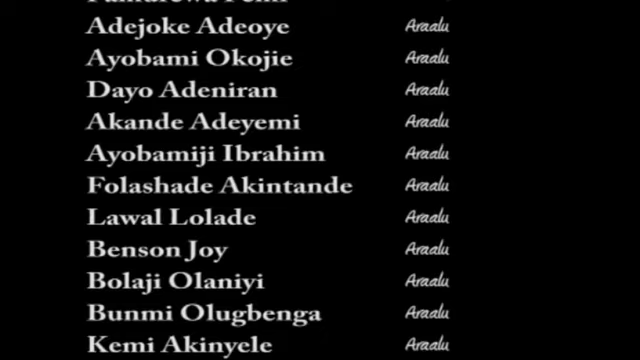 Adejoke Adeoye Araalu
Ayobami Okojie Araalu
Dayo Adeniran Araalu
Akande Adeyemi Araalu
Ayobamiji Ibrahim Araalu
Folashade Akintande Araalu
Lawal Lolade Araalu
Benson Joy Araalu
Bolaji Olaniyi Araalu
Bunmi Olugbenga Araalu
Kemi Akinyele Araalu